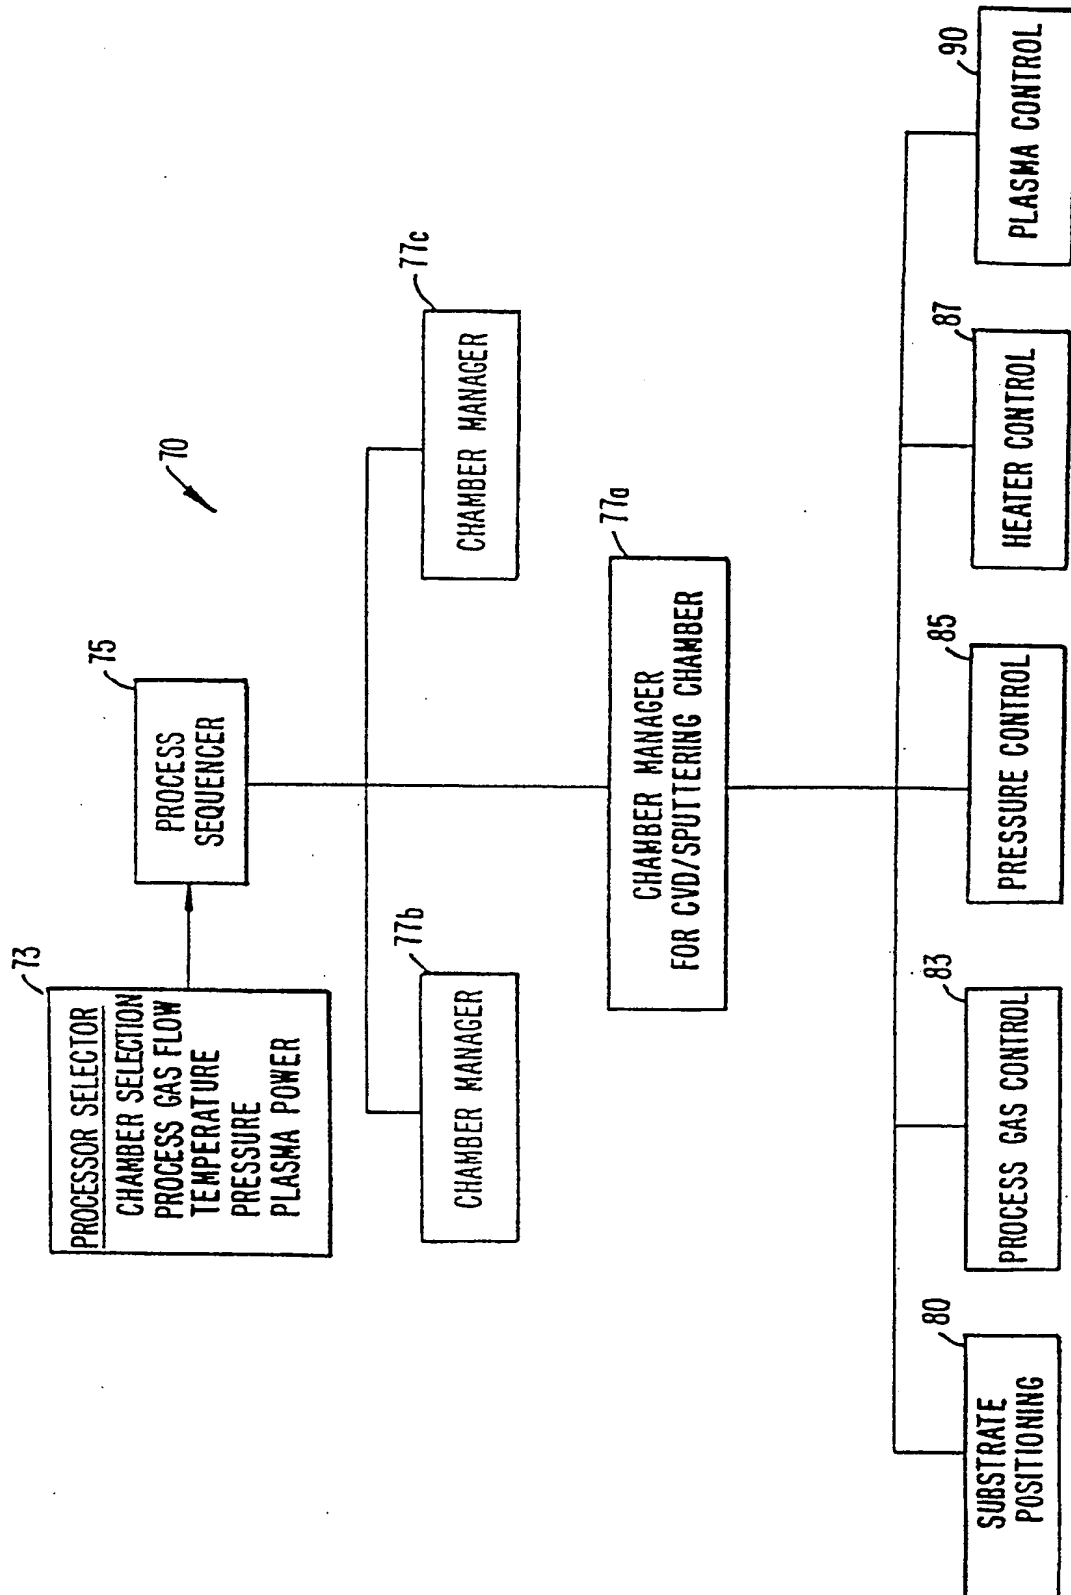 70
73
PROCESSOR SELECTOR
CHAMBER SELECTION
PROCESS GAS FLOW
TEMPERATURE
PRESSURE
PLASMA POWER
75
PROCESS
SEQUENCER
77b
CHAMBER MANAGER
77c
CHAMBER MANAGER
77a
CHAMBER MANAGER
FOR CVD/SPUTTERING CHAMBER
80
SUBSTRATE
POSITIONING
83
PROCESS GAS CONTROL
85
PRESSURE CONTROL
87
HEATER CONTROL
90
PLASMA CONTROL